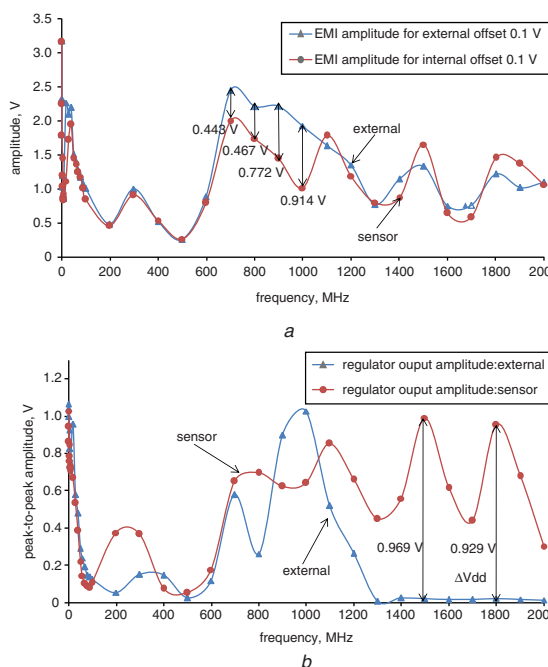 a
3.5
3.0
2.5
2.0
1.5
1.0
0.5
0
amplitude, V
EMI amplitude for external offset 0.1 V
EMI amplitude for internal offset 0.1 V
0.443 V
0.467 V
0.772 V
0.914 V
external
sensor
0 200 400 600 800 1000 1200 1400 1600 1800 2000
frequency, MHz
a
b
1.2
1.0
0.8
0.6
0.4
0.2
0
peak-to-peak amplitude, V
regulator ouput amplitude:external
regulator ouput amplitude:sensor
sensor
external
0.969 V
0.929 V
ΔVdd
0 200 400 600 800 1000 1200 1400 1600 1800 2000
frequency, MHz
b